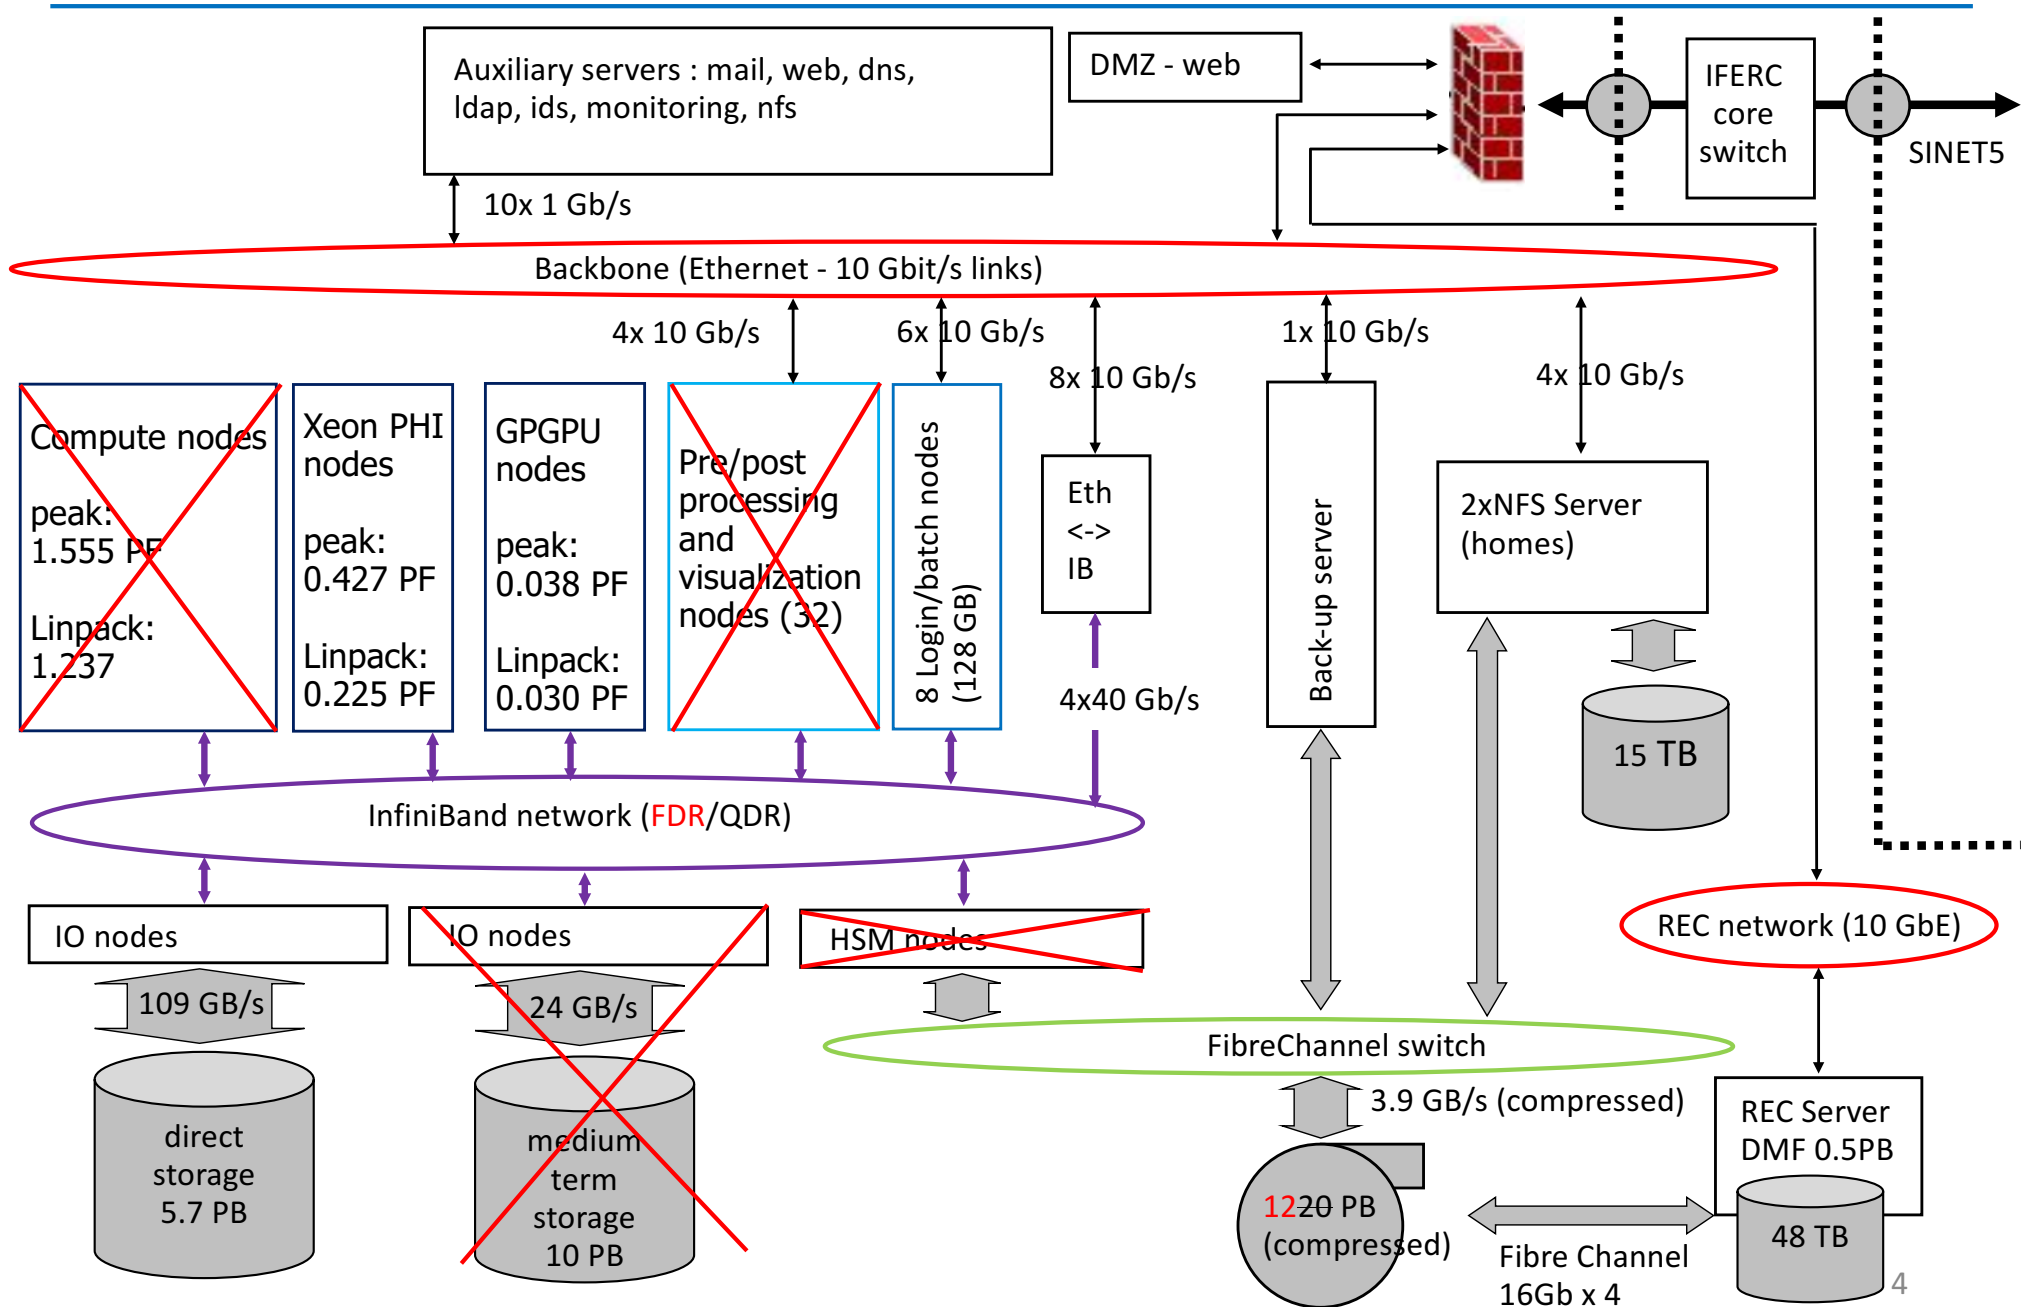 Auxiliary servers : mail, web, dns,
ldap, ids, monitoring, nfs
DMZ - web
IFERC
core
switch
SINET5
10x 1 Gb/s
Backbone (Ethernet - 10 Gbit/s links)
4x 10 Gb/s
6x 10 Gb/s
8x 10 Gb/s
1x 10 Gb/s
4x 10 Gb/s
Compute nodes
peak:
1.555 PF
Linpack:
1.237
Xeon PHI
nodes
peak:
0.427 PF
Linpack:
0.225 PF
GPGPU
nodes
peak:
0.038 PF
Linpack:
0.030 PF
Pre/post
processing
and
visualization
nodes (32)
8 Login/batch nodes
(128 GB)
Eth
<->
IB
4x40 Gb/s
Back-up server
2xNFS Server
(homes)
15 TB
InfiniBand network (FDR/QDR)
IO nodes
IO nodes
HSM nodes
REC network (10 GbE)
109 GB/s
24 GB/s
FibreChannel switch
3.9 GB/s (compressed)
direct
storage
5.7 PB
medium
term
storage
10 PB
1220 PB
(compressed)
REC Server
DMF 0.5PB
48 TB
Fibre Channel
16Gb x 4
4